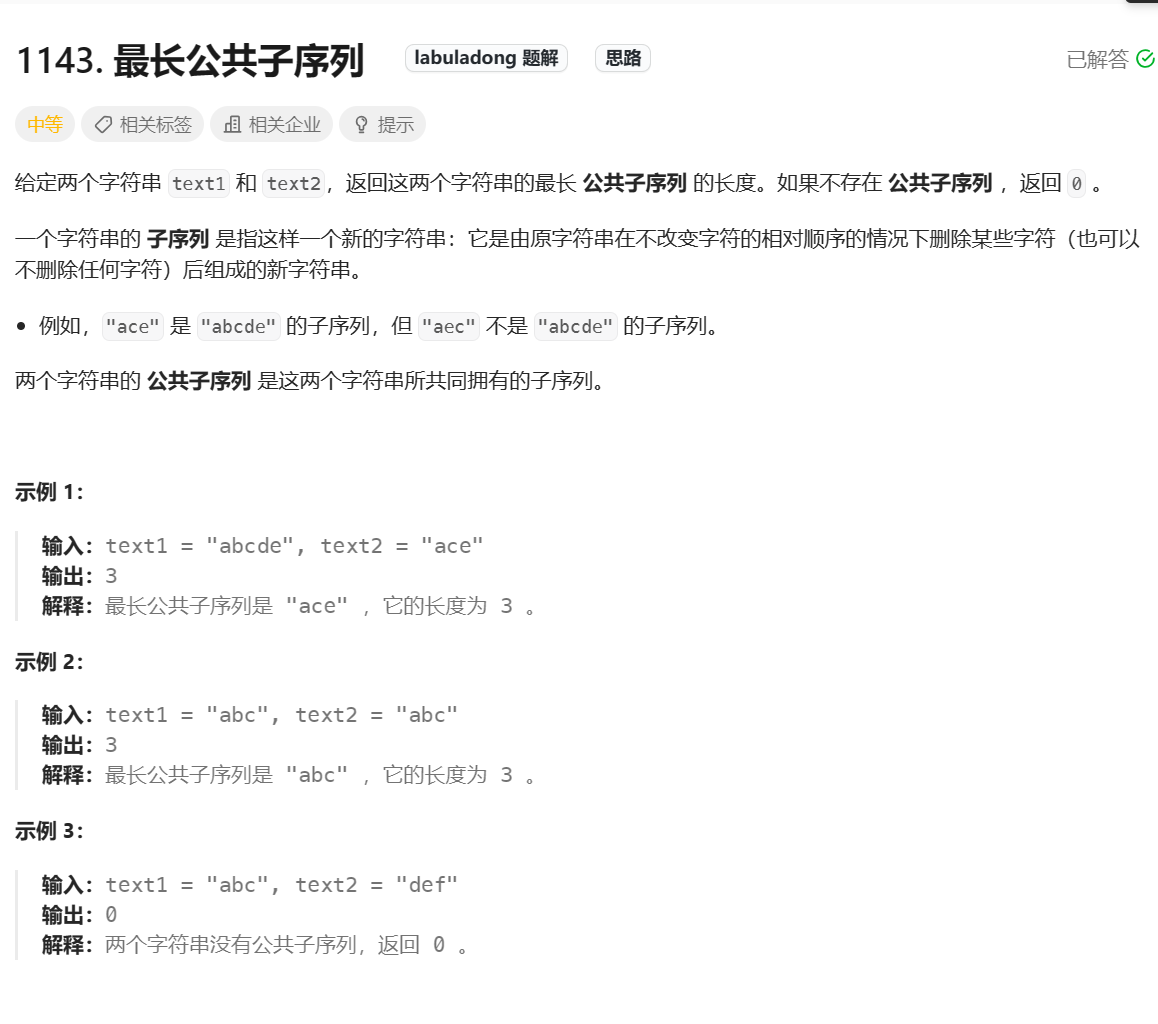 1143. 最长公共子序列 labuladong 题解 思路 已解答
中等 相关标签 相关企业 提示
给定两个字符串 text1 和 text2，返回这两个字符串的最长 公共子序列 的长度。如果不存在 公共子序列 ，返回 0 。
一个字符串的 子序列 是指这样一个新的字符串：它是由原字符串在不改变字符的相对顺序的情况下删除某些字符（也可以
不删除任何字符）后组成的新字符串。
• 例如，"ace" 是 "abcde" 的子序列，但 "aec" 不是 "abcde" 的子序列。
两个字符串的 公共子序列 是这两个字符串所共同拥有的子序列。
示例 1：
输入：text1 = "abcde", text2 = "ace"
输出：3
解释：最长公共子序列是 "ace" ，它的长度为 3 。
示例 2：
输入：text1 = "abc", text2 = "abc"
输出：3
解释：最长公共子序列是 "abc" ，它的长度为 3 。
示例 3：
输入：text1 = "abc", text2 = "def"
输出：0
解释：两个字符串没有公共子序列，返回 0 。